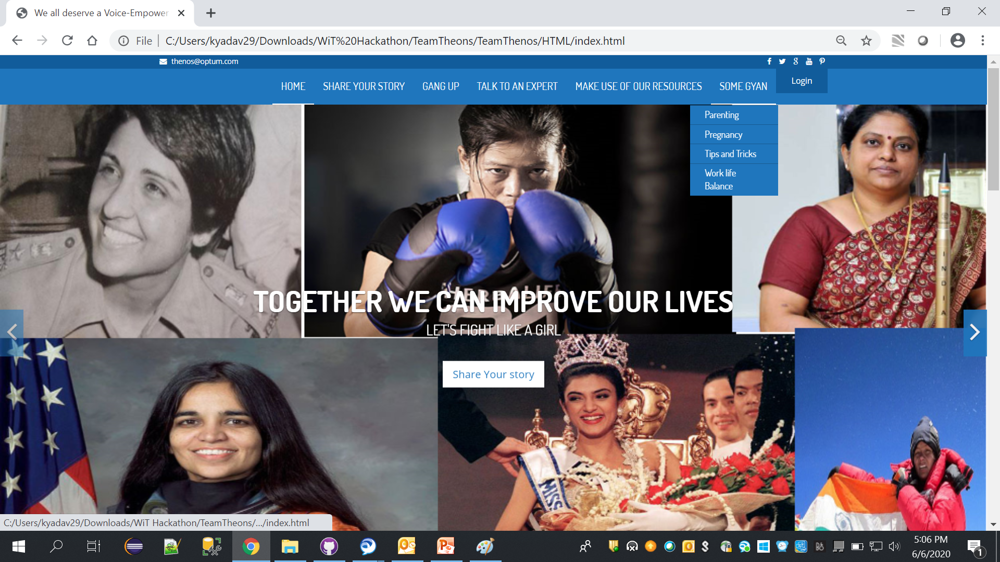 We all deserve a Voice-Empower
File
C:/Users/kyadav29/Downloads/WiT%20Hackathon/TeamTheons/TeamThenos/HTML/index.html
thenos@optum.com
HOME SHARE YOUR STORY GANG UP TALK TO AN EXPERT MAKE USE OF OUR RESOURCES SOME GYAN Login
Parenting
Pregnancy
Tips and Tricks
Work life
Balance
INDIA
TOGETHER WE CAN IMPROVE OUR LIVES
LET'S FIGHT LIKE A GIRL
Share Your story
MISS
C:/Users/kyadav29/Downloads/WiT Hackathon/TeamTheons/.../index.html
5:06 PM
6/6/2020
1